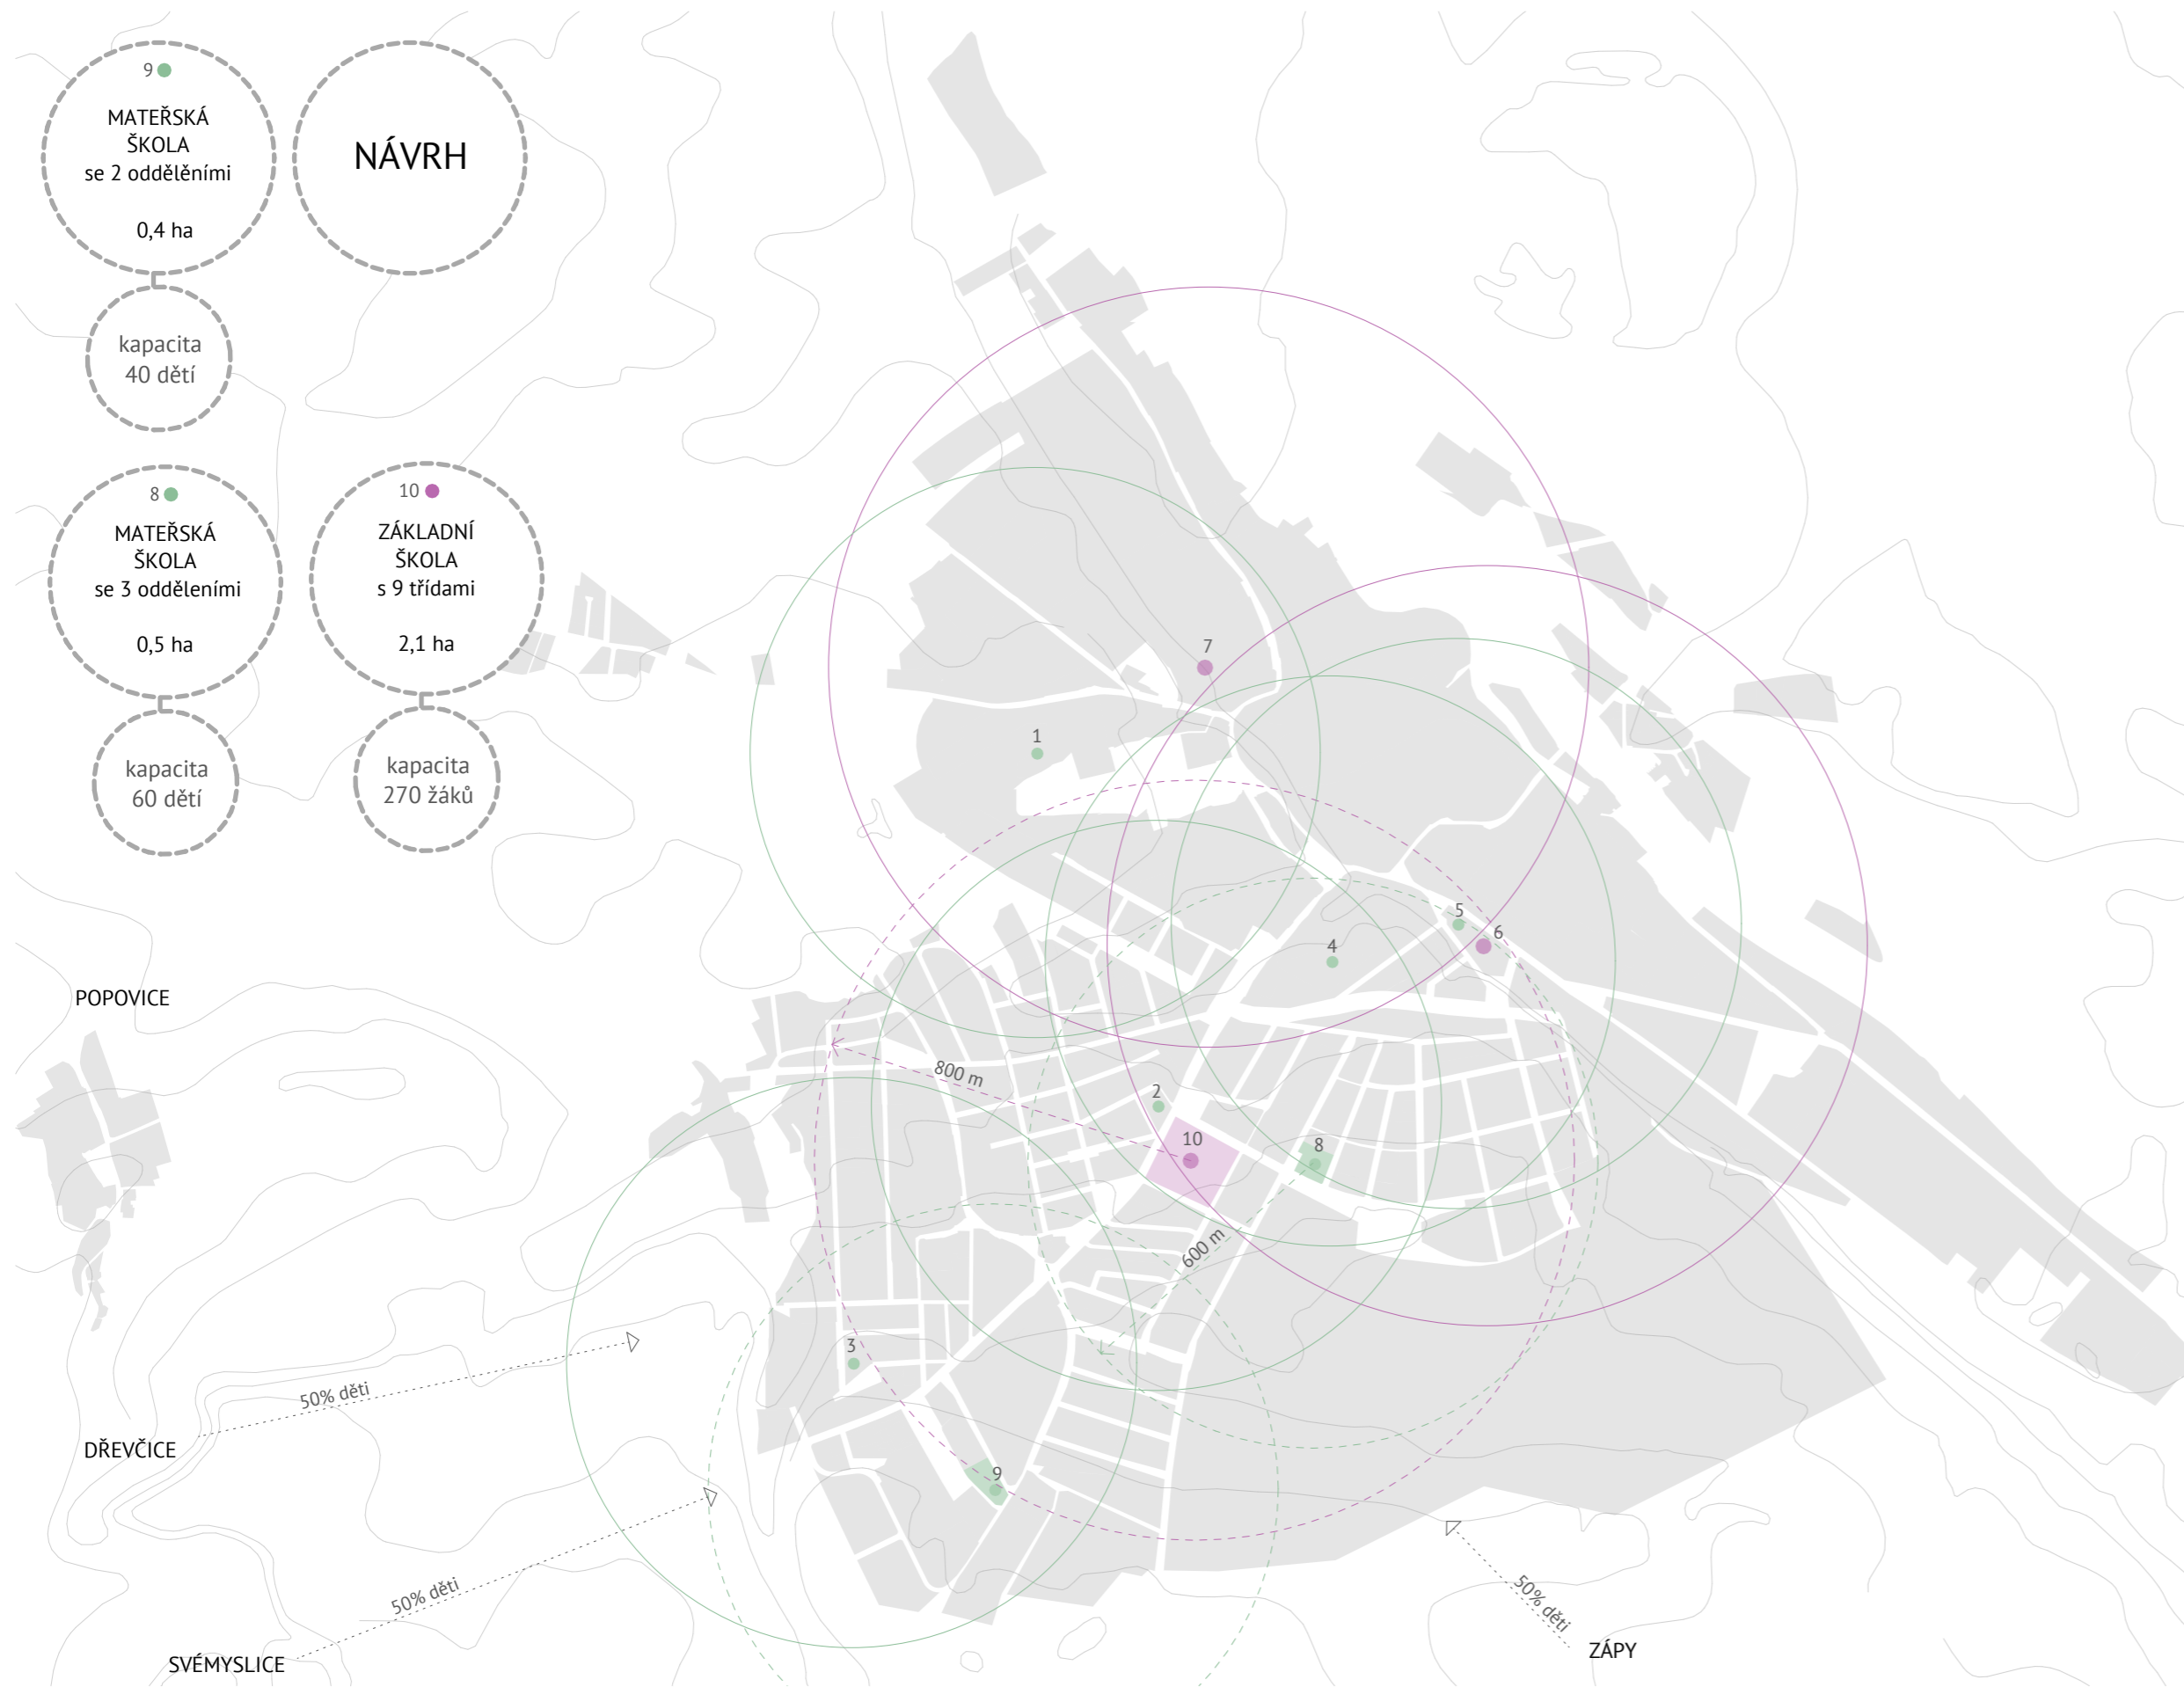 9
MATEŘSKÁ
ŠKOLA
se 2 oddělěními
0,4 ha
NÁVRH
kapacita
40 dětí
8
MATEŘSKÁ
ŠKOLA
se 3 odděleními
0,5 ha
10
ZÁKLADNÍ
ŠKOLA
s 9 třídami
2,1 ha
kapacita
60 dětí
kapacita
270 žáků
7
1
5
6
4
POPOVICE
800 m
2
10
8
600 m
3
50% děti
DŘEVČICE
9
50% děti
50% děti
SVÉMYSLICE
ZÁPY